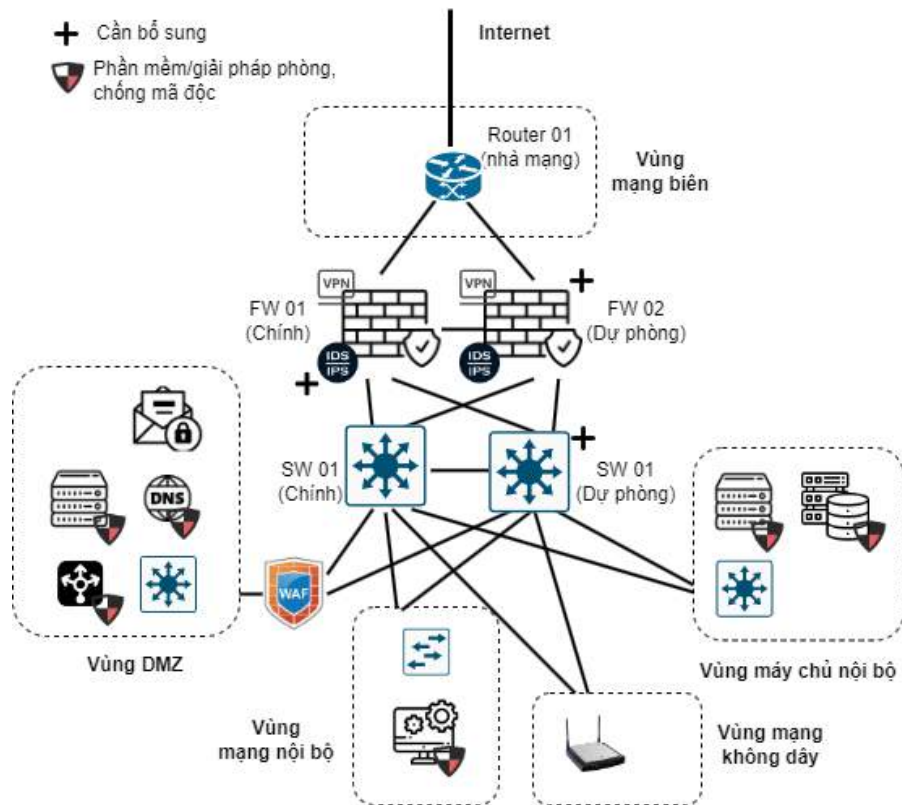 Cần bổ sung
Phần mềm/giải pháp phòng,
chống mã độc
Internet
Router 01
(nhà mạng)
Vùng
mạng biên
VPN
VPN
FW 01
(Chính)
FW 02
(Dự phòng)
IDS
IPS
IDS
IPS
SW 01
(Chính)
SW 01
(Dự phòng)
DNS
WAF
Vùng DMZ
Vùng máy chủ nội bộ
Vùng
mạng nội bộ
Vùng mạng
không dây